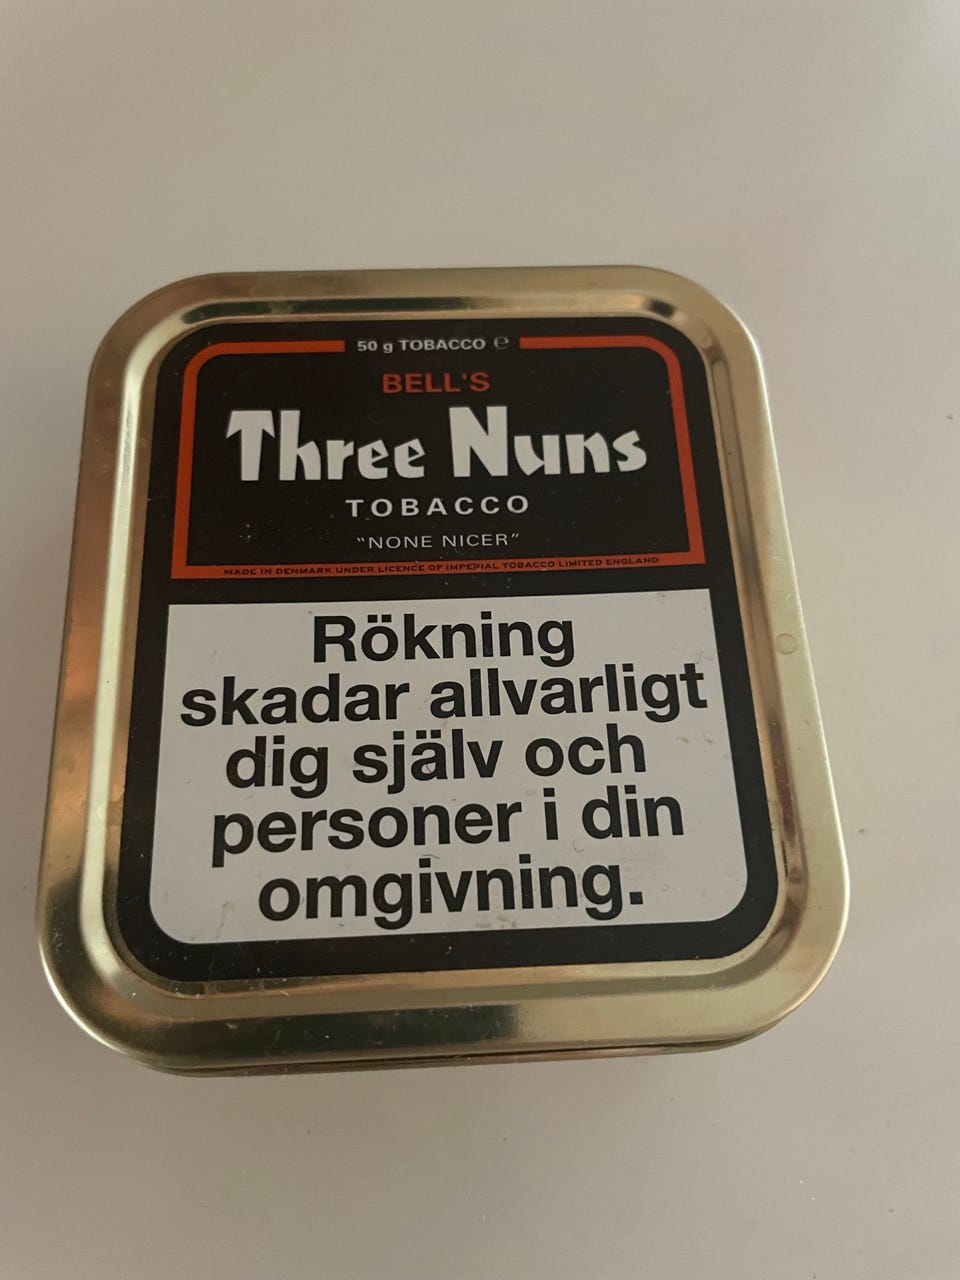 50 g TOBACCO ℮
BELL'S
Three Nuns
TOBACCO
"NONE NICER"
MADE IN DENMARK UNDER LICENCE OF IMPERIAL TOBACCO LIMITED ENGLAND
Rökning
skadar allvarligt
dig själv och
personer i din
omgivning.